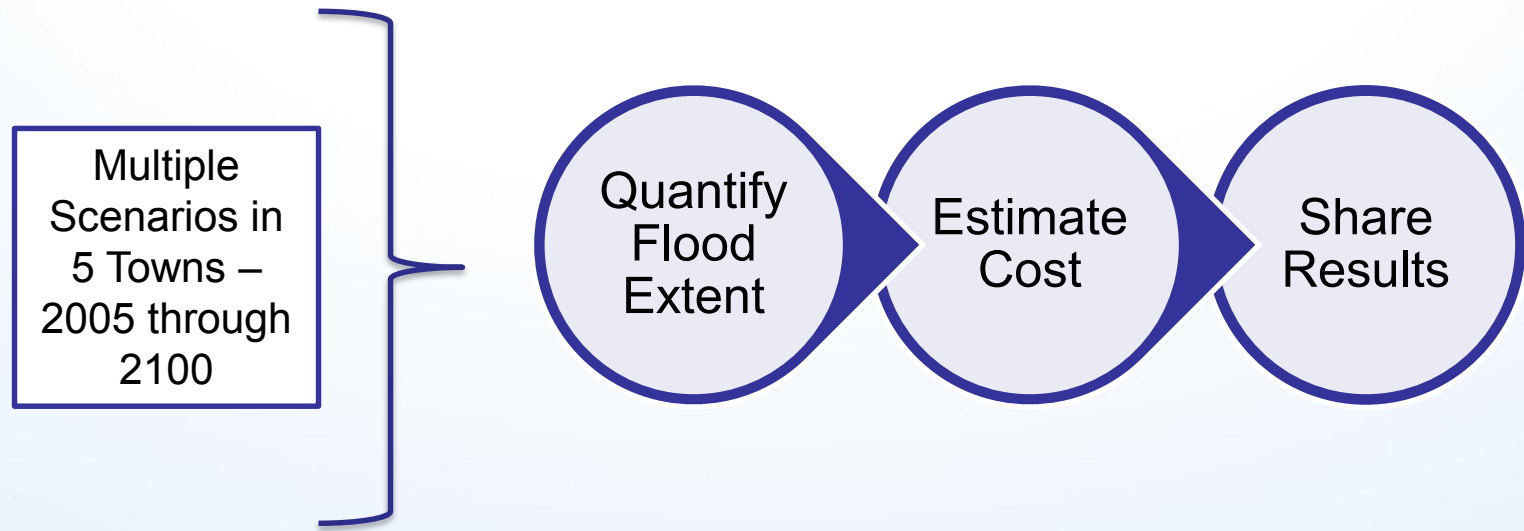 Multiple
Scenarios in
5 Towns –
2005 through
2100
Quantify
Flood
Extent
Estimate
Cost
Share
Results